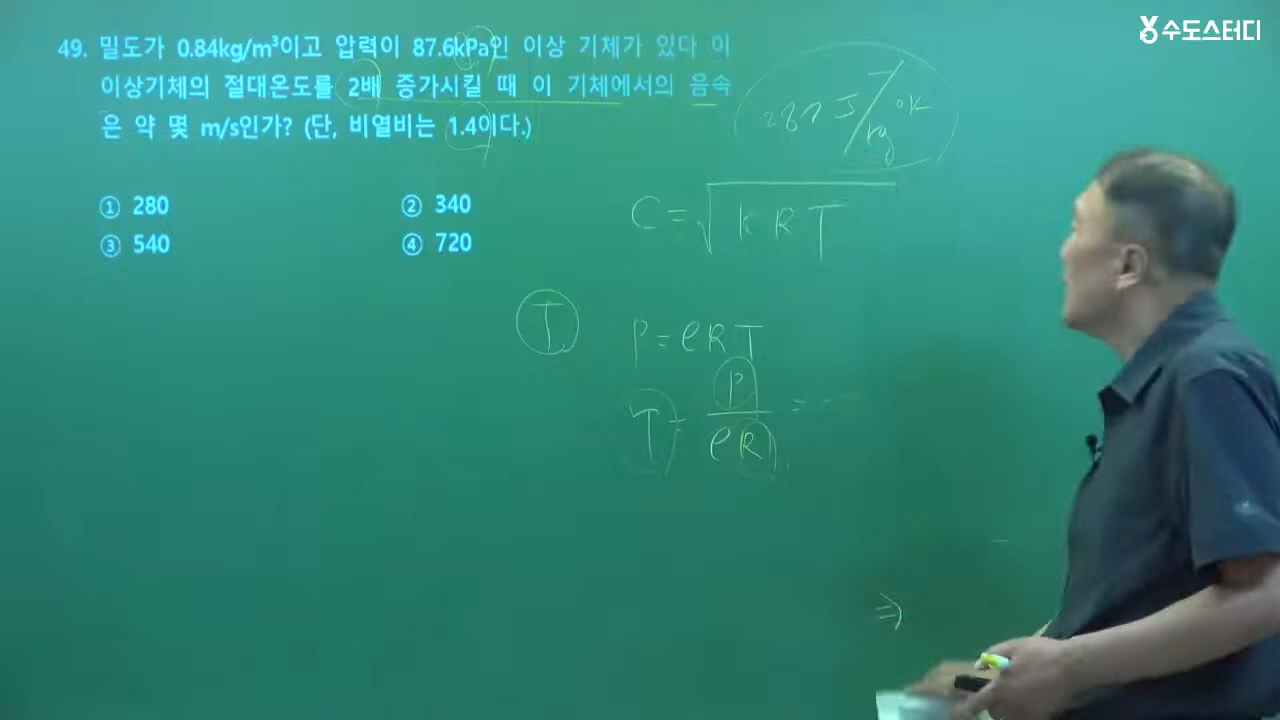 수도스터디
49. 밀도가 0.84kg/m³이고 압력이 87.6kPa인 이상 기체가 있다 이
이상기체의 절대온도를 2배 증가시킬 때 이 기체에서의 음속
은 약 몇 m/s인가? (단, 비열비는 1.4이다.)
① 280 ② 340
③ 540 ④ 720
287 J/kg °K
C = √KRT
T
P = ρRT
T = P/ρR = --
⇒